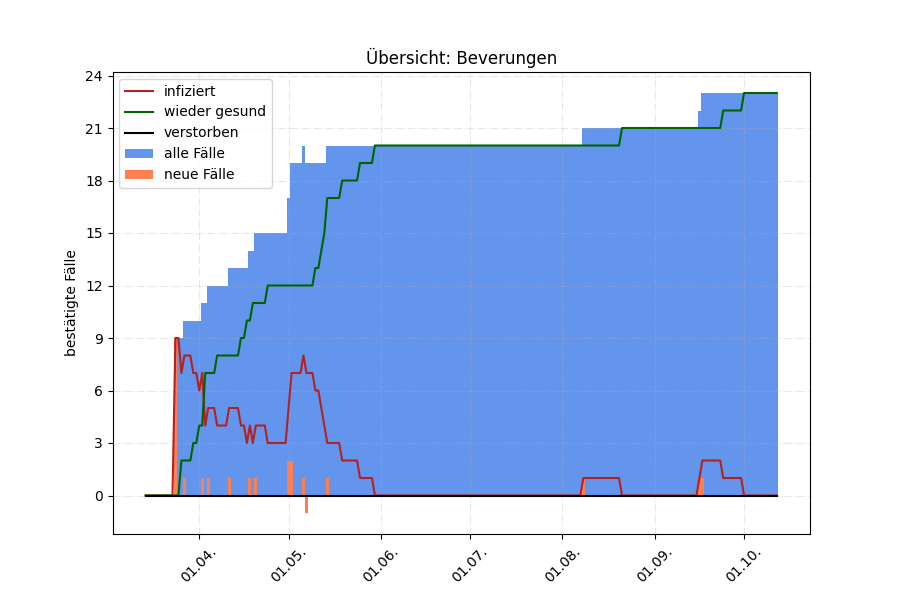 Übersicht: Beverungen
infiziert
wieder gesund
verstorben
alle Fälle
neue Fälle
bestätigte Fälle
24
21
18
15
12
9
6
3
0
01.04.
01.05.
01.06.
01.07.
01.08.
01.09.
01.10.